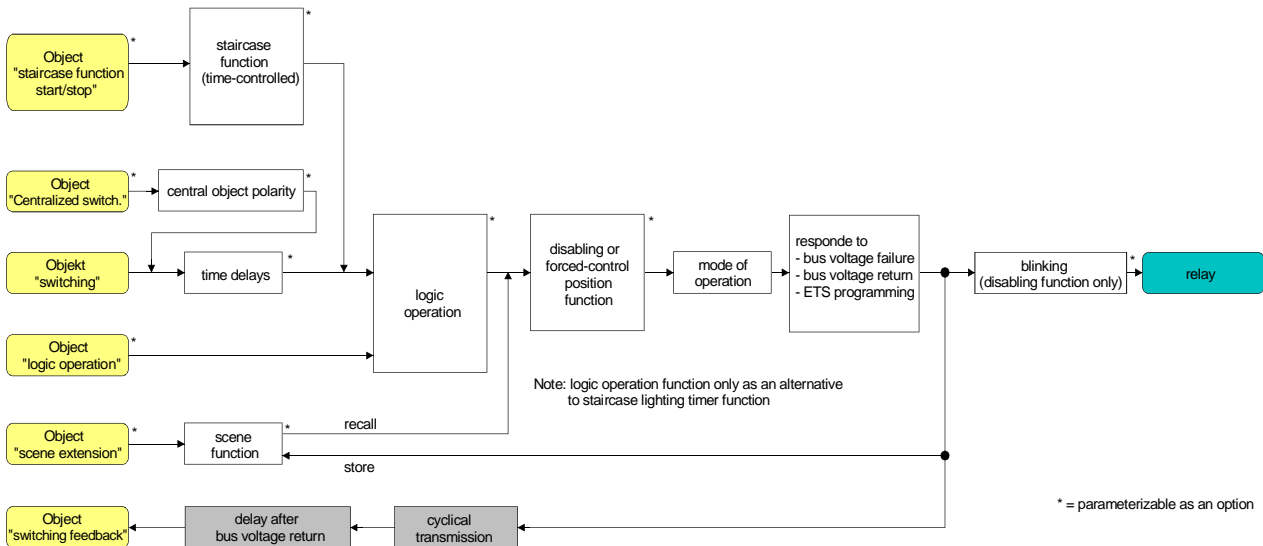 *
*
Object
"staircase function
start/stop"
staircase
function
(time-controlled)
*
*
Object
"Centralized switch."
central object polarity
*
*
*
Objekt
"switching"
time delays
logic
operation
disabling or
forced-control
position
function
mode of
operation
responde to
- bus voltage failure
- bus voltage return
- ETS programming
blinking
(disabling function only)
*
relay
*
Object
"logic operation"
Note: logic operation function only as an alternative
to staircase lighting timer function
*
*
Object
"scene extension"
scene
function
recall
store
Object
"switching feedback"
delay after
bus voltage return
cyclical
transmission
* = parameterizable as an option